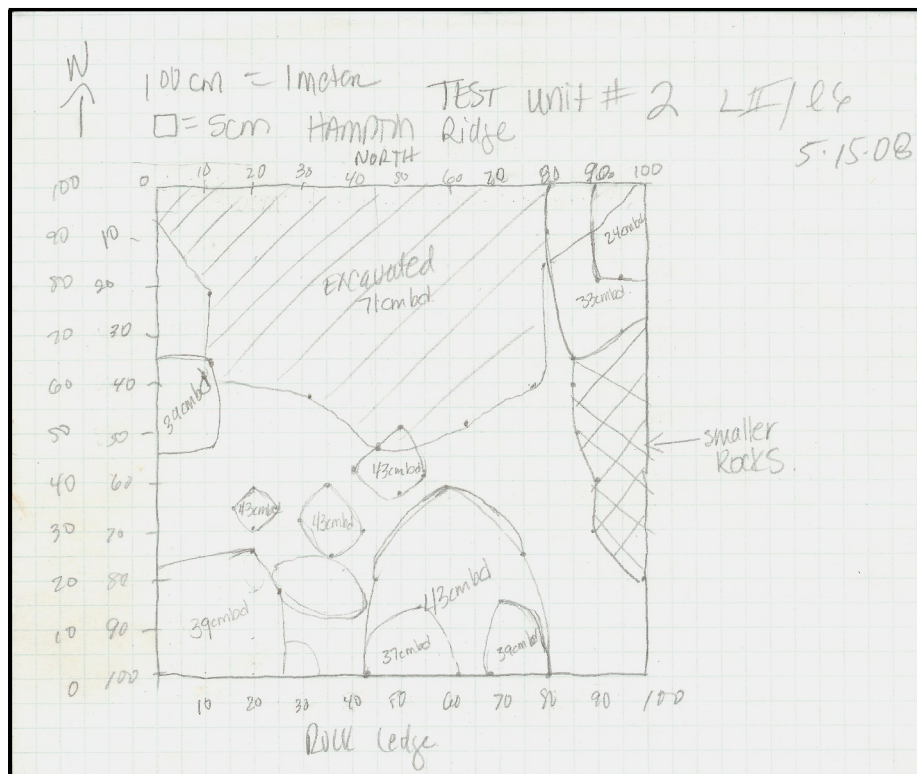 N
100 cm = 1 meter TEST Unit # 2 LII/l6
□ = 5cm HAMPTON Ridge
5.15.08
NORTH
100 0 10 20 30 40 50 60 70 80 90 100
90 10
80 20
70 30
60 40
50 50
40 60
30 70
20 80
10 90
0 100
24cmbd
EXCAVATED
71cmbd
33cmbd
39cmbd
smaller
ROCKS.
43cmbd
43cmbd
43cmbd
43cmbd
39cmbd
37cmbd
39cmbd
10 20 30 40 50 60 70 80 90 100
ROCK Ledge